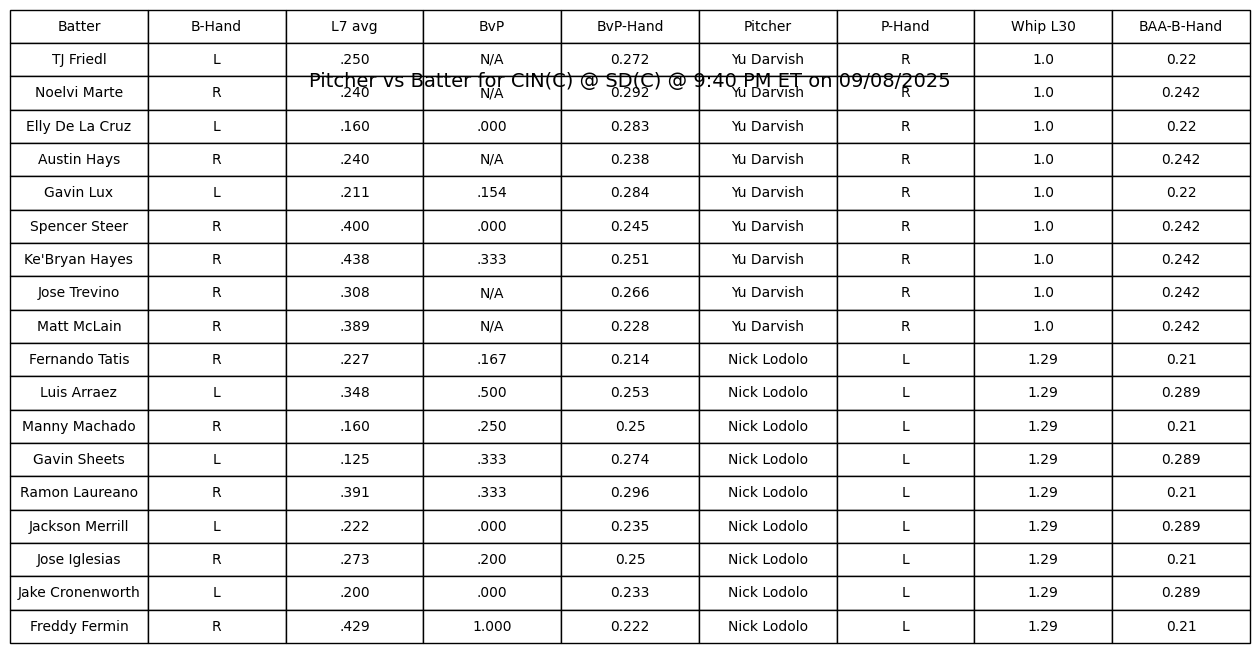 Batter B-Hand L7 avg BvP BvP-Hand Pitcher P-Hand Whip L30 BAA-B-Hand
TJ Friedl L .250 N/A 0.272 Yu Darvish R 1.0 0.22
Pitcher vs Batter for CIN(C) @ SD(C) @ 9:40 PM ET on 09/08/2025
Noelvi Marte R .240 N/A 0.292 Yu Darvish R 1.0 0.242
Elly De La Cruz L .160 .000 0.283 Yu Darvish R 1.0 0.22
Austin Hays R .240 N/A 0.238 Yu Darvish R 1.0 0.242
Gavin Lux L .211 .154 0.284 Yu Darvish R 1.0 0.22
Spencer Steer R .400 .000 0.245 Yu Darvish R 1.0 0.242
Ke'Bryan Hayes R .438 .333 0.251 Yu Darvish R 1.0 0.242
Jose Trevino R .308 N/A 0.266 Yu Darvish R 1.0 0.242
Matt McLain R .389 N/A 0.228 Yu Darvish R 1.0 0.242
Fernando Tatis R .227 .167 0.214 Nick Lodolo L 1.29 0.21
Luis Arraez L .348 .500 0.253 Nick Lodolo L 1.29 0.289
Manny Machado R .160 .250 0.25 Nick Lodolo L 1.29 0.21
Gavin Sheets L .125 .333 0.274 Nick Lodolo L 1.29 0.289
Ramon Laureano R .391 .333 0.296 Nick Lodolo L 1.29 0.21
Jackson Merrill L .222 .000 0.235 Nick Lodolo L 1.29 0.289
Jose Iglesias R .273 .200 0.25 Nick Lodolo L 1.29 0.21
Jake Cronenworth L .200 .000 0.233 Nick Lodolo L 1.29 0.289
Freddy Fermin R .429 1.000 0.222 Nick Lodolo L 1.29 0.21